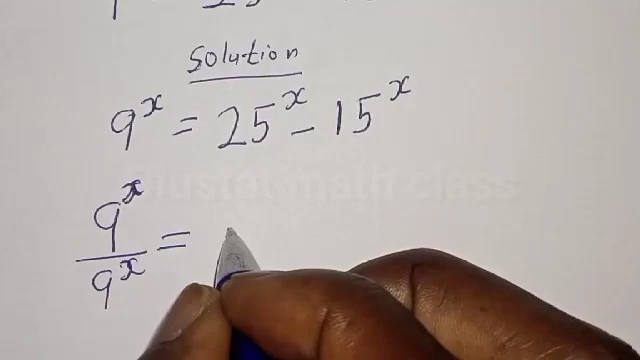 Solution
9^x = 25^x - 15^x
9^x/9^x =